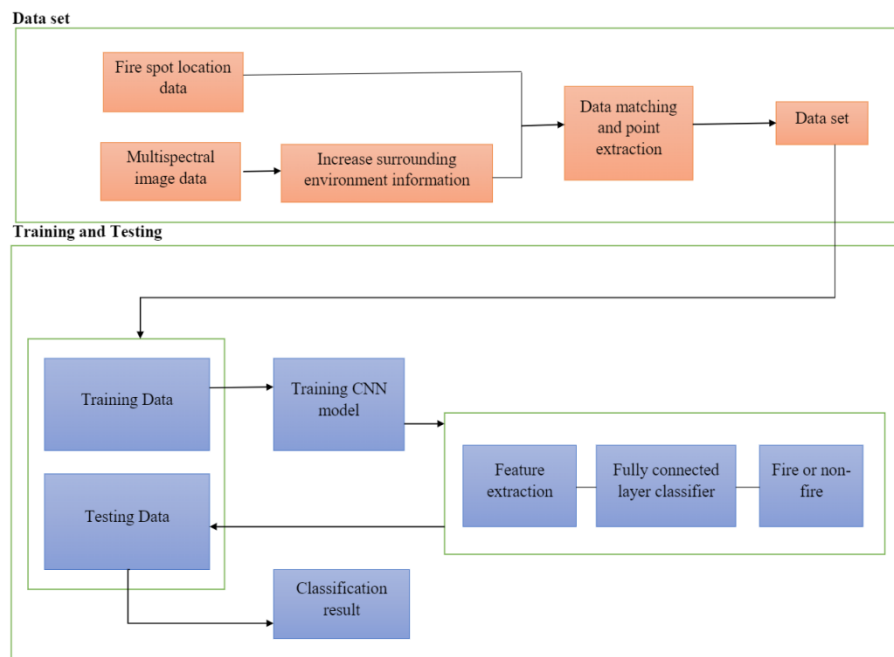 Data set
Fire spot location
data
Multispectral
image data
Increase surrounding
environment information
Data matching
and point
extraction
Data set
Training and Testing
Training Data
Training CNN
model
Feature
extraction
Fully connected
layer classifier
Fire or non-
fire
Testing Data
Classification
result